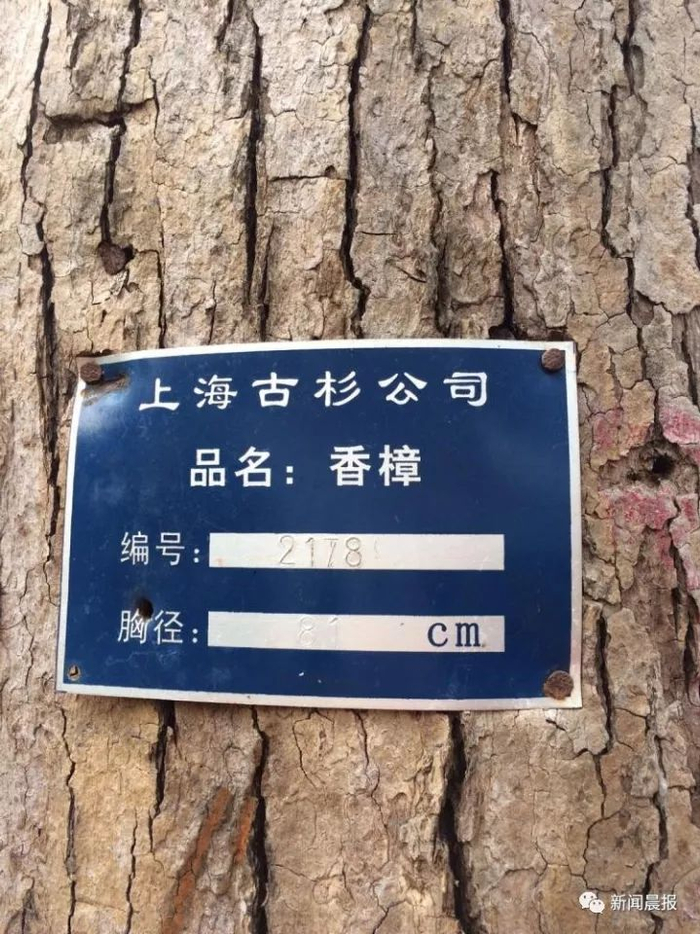 上海古杉公司
品名：香樟
编号：2178
胸径：81 cm
新闻晨报